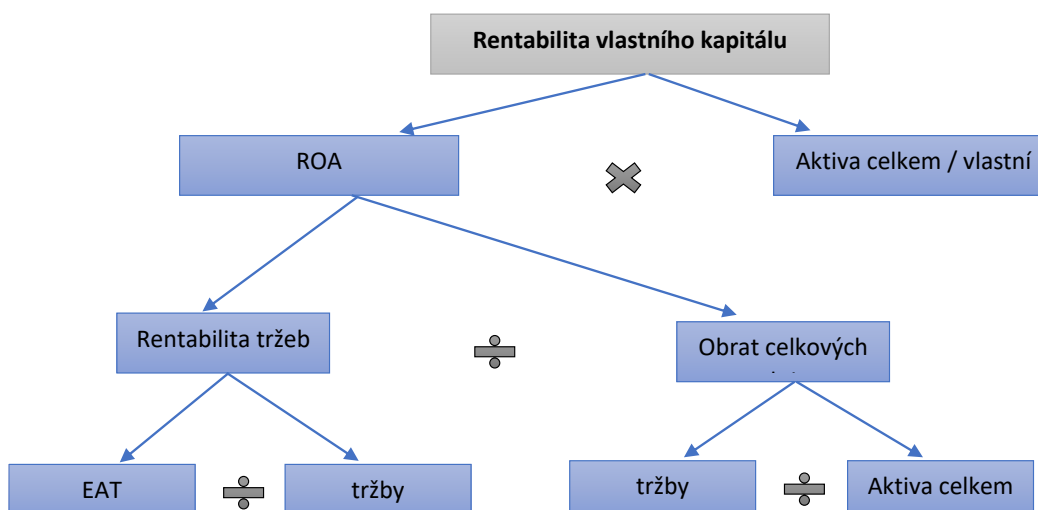 Rentabilita vlastního kapitálu
ROA
Aktiva celkem / vlastní
Rentabilita tržeb
Obrat celkových
EAT
tržby
tržby
Aktiva celkem